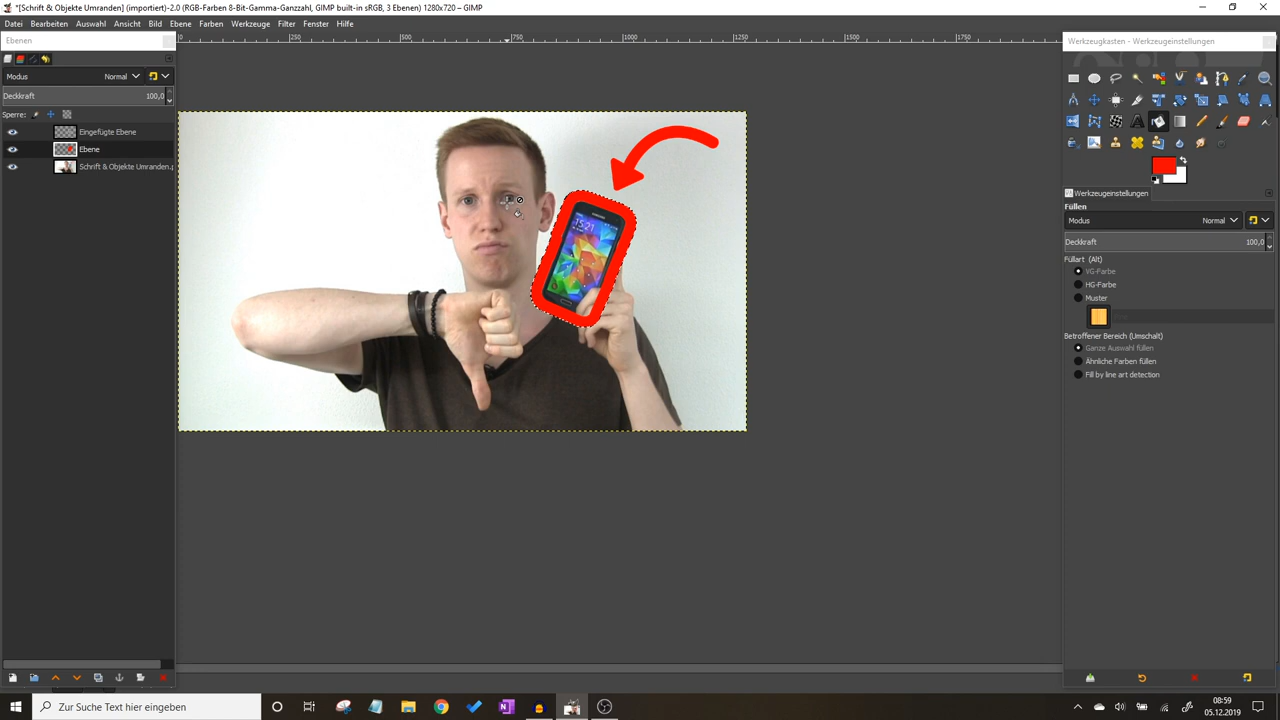 *[Schrift & Objekte Umranden] (importiert)-2.0 (RGB-Farben 8-Bit-Gamma-Ganzzahl, GIMP built-in sRGB, 3 Ebenen) 1280x720 – GIMP
Datei Bearbeiten Auswahl Ansicht Bild Ebene Farben Werkzeuge Filter Fenster Hilfe
Ebenen
Werkzeugkasten - Werkzeugeinstellungen
0 250 500 750 1000 1250 1500 1750
Modus Normal
Deckkraft 100,0
Sperre:
Eingefügte Ebene
Ebene
Schrift & Objekte Umranden.
15:21
Werkzeugeinstellungen
Füllen
Modus Normal
Deckkraft 100,0
Füllart (Alt)
VG-Farbe
HG-Farbe
Muster
Betroffener Bereich (Umschalt)
Ganze Auswahl füllen
Ähnliche Farben füllen
Fill by line art detection
Zur Suche Text hier eingeben
08:59
05.12.2019